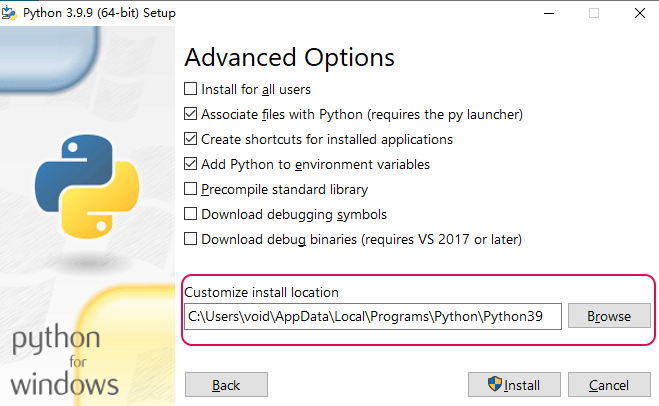 Python 3.9.9 (64-bit) Setup
Advanced Options
Install for all users
Associate files with Python (requires the py launcher)
Create shortcuts for installed applications
Add Python to environment variables
Precompile standard library
Download debugging symbols
Download debug binaries (requires VS 2017 or later)
Customize install location
C:\Users\void\AppData\Local\Programs\Python\Python39
Browse
python
for
windows
Back
Install
Cancel